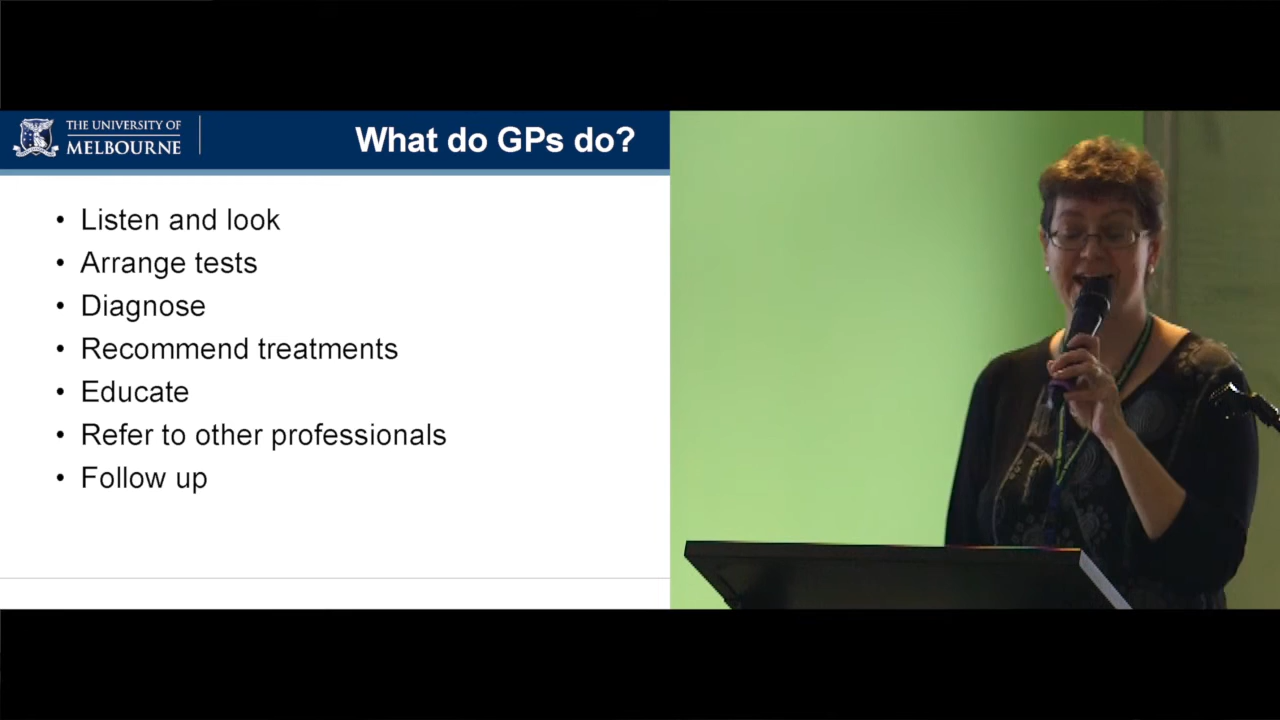 THE UNIVERSITY OF
MELBOURNE
What do GPs do?
• Listen and look
• Arrange tests
• Diagnose
• Recommend treatments
• Educate
• Refer to other professionals
• Follow up